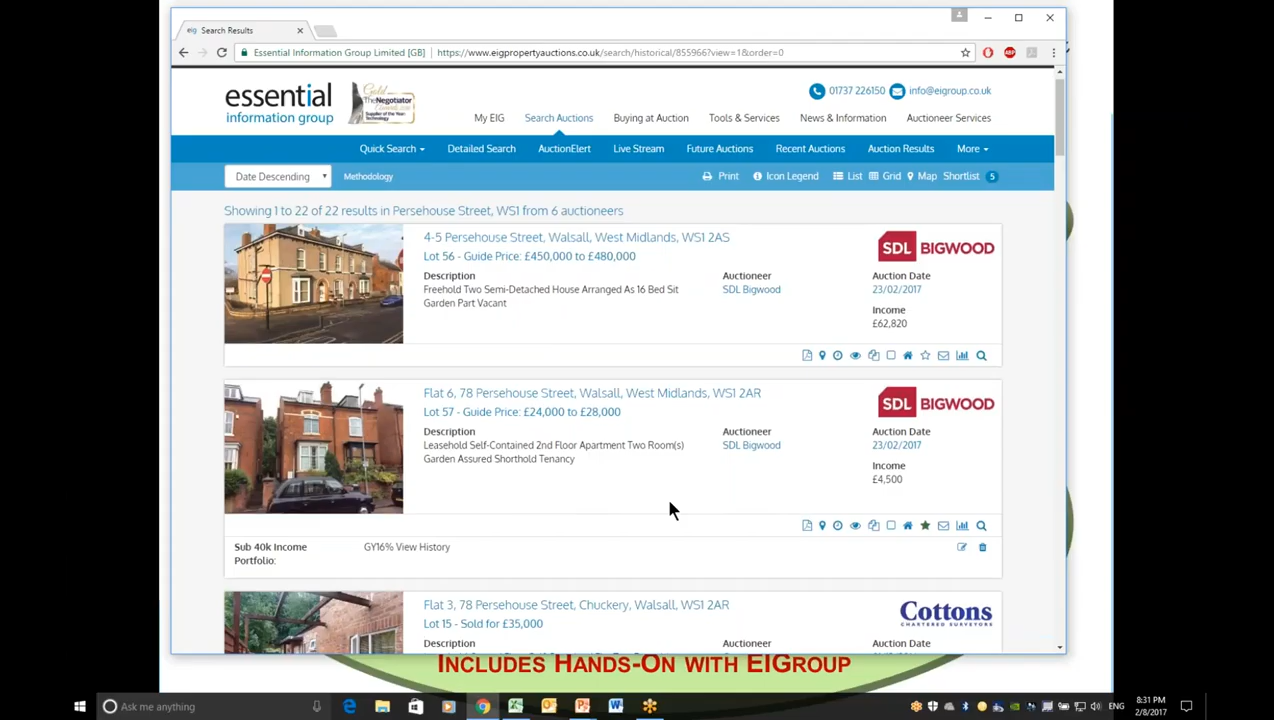 eig Search Results
Essential Information Group Limited [GB] https://www.eigpropertyauctions.co.uk/search/historical/855966?view=1&order=0
ABP
essential
information group
Gold
TheNegotiator
01737 226150 info@eigroup.co.uk
My EIG Search Auctions Buying at Auction Tools & Services News & Information Auctioneer Services
Quick Search Detailed Search AuctionElert Live Stream Future Auctions Recent Auctions Auction Results More
Date Descending Methodology Print Icon Legend List Grid Map Shortlist 5
Showing 1 to 22 of 22 results in Persehouse Street, WS1 from 6 auctioneers
4-5 Persehouse Street, Walsall, West Midlands, WS1 2AS
SDL BIGWOOD
Lot 56 - Guide Price: £450,000 to £480,000
Description Auctioneer Auction Date
Freehold Two Semi-Detached House Arranged As 16 Bed Sit SDL Bigwood 23/02/2017
Garden Part Vacant
Income
£62,820
Flat 6, 78 Persehouse Street, Walsall, West Midlands, WS1 2AR
SDL BIGWOOD
Lot 57 - Guide Price: £24,000 to £28,000
Description Auctioneer Auction Date
Leasehold Self-Contained 2nd Floor Apartment Two Room(s) SDL Bigwood 23/02/2017
Garden Assured Shorthold Tenancy
Income
£4,500
Sub 40k Income GY16% View History
Portfolio:
Flat 3, 78 Persehouse Street, Chuckery, Walsall, WS1 2AR
Cottons
CHARTERED SURVEYORS
Lot 15 - Sold for £35,000
Description Auctioneer Auction Date
INCLUDES HANDS-ON WITH EIGROUP
Ask me anything
ENG
8:31 PM
2/8/2017